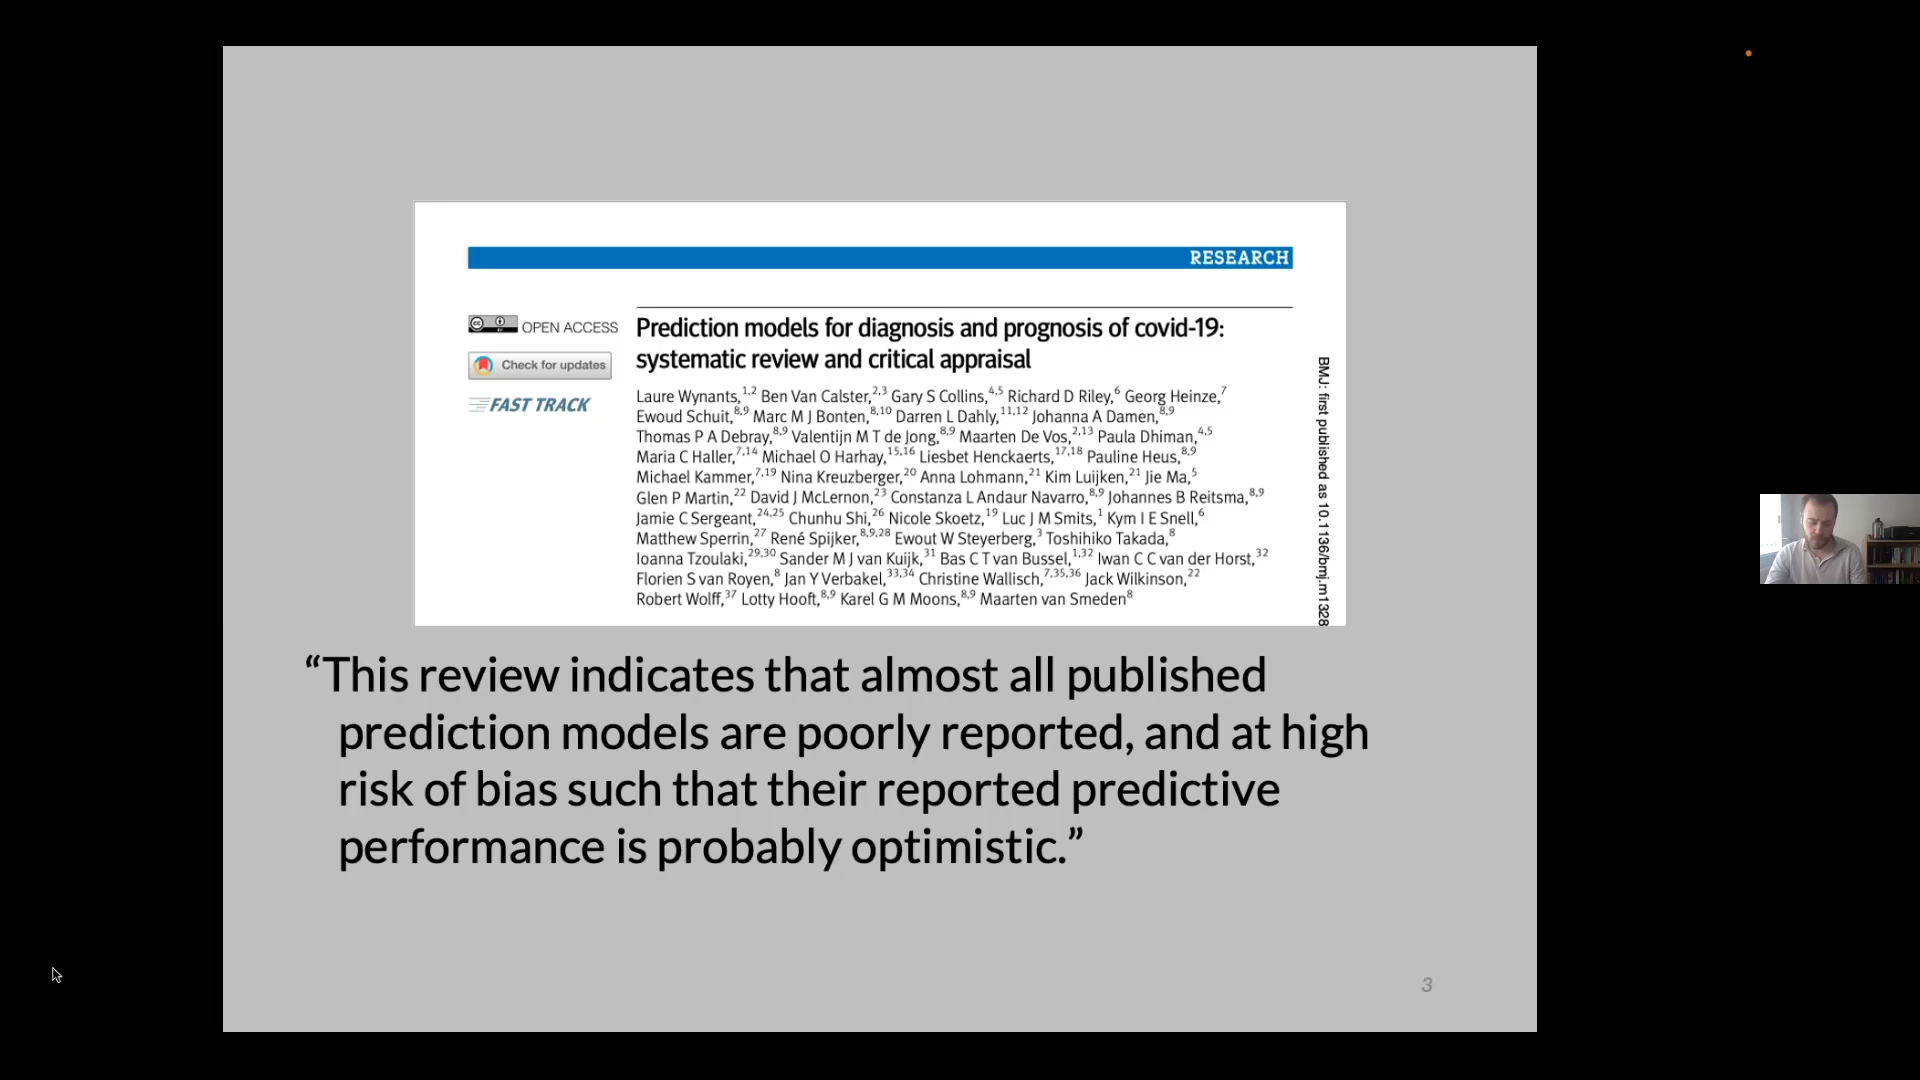 RESEARCH
OPEN ACCESS
Check for updates
FAST TRACK
Prediction models for diagnosis and prognosis of covid-19:
systematic review and critical appraisal
Laure Wynants,1,2 Ben Van Calster,2,3 Gary S Collins,4,5 Richard D Riley,6 Georg Heinze,7
Ewoud Schuit,8,9 Marc M J Bonten,8,10 Darren L Dahly,11,12 Johanna A Damen,8,9
Thomas P A Debray,8,9 Valentijn M T de Jong,8,9 Maarten De Vos,2,13 Paula Dhiman,4,5
Maria C Haller,7,14 Michael O Harhay,15,16 Liesbet Henckaerts,17,18 Pauline Heus,8,9
Michael Kammer,7,19 Nina Kreuzberger,20 Anna Lohmann,21 Kim Luijken,21 Jie Ma,5
Glen P Martin,22 David J McLernon,23 Constanza L Andaur Navarro,8,9 Johannes B Reitsma,8,9
Jamie C Sergeant,24,25 Chunhu Shi,26 Nicole Skoetz,19 Luc J M Smits,1 Kym I E Snell,6
Matthew Sperrin,27 René Spijker,8,9,28 Ewout W Steyerberg,3 Toshihiko Takada,8
Ioanna Tzoulaki,29,30 Sander M J van Kuijk,31 Bas C T van Bussel,1,32 Iwan C C van der Horst,32
Florien S van Royen,8 Jan Y Verbakel,33,34 Christine Wallisch,7,35,36 Jack Wilkinson,22
Robert Wolff,37 Lotty Hooft,8,9 Karel G M Moons,8,9 Maarten van Smeden8
BMJ: first published as 10.1136/bmj.m1328
“This review indicates that almost all published
prediction models are poorly reported, and at high
risk of bias such that their reported predictive
performance is probably optimistic.”
3